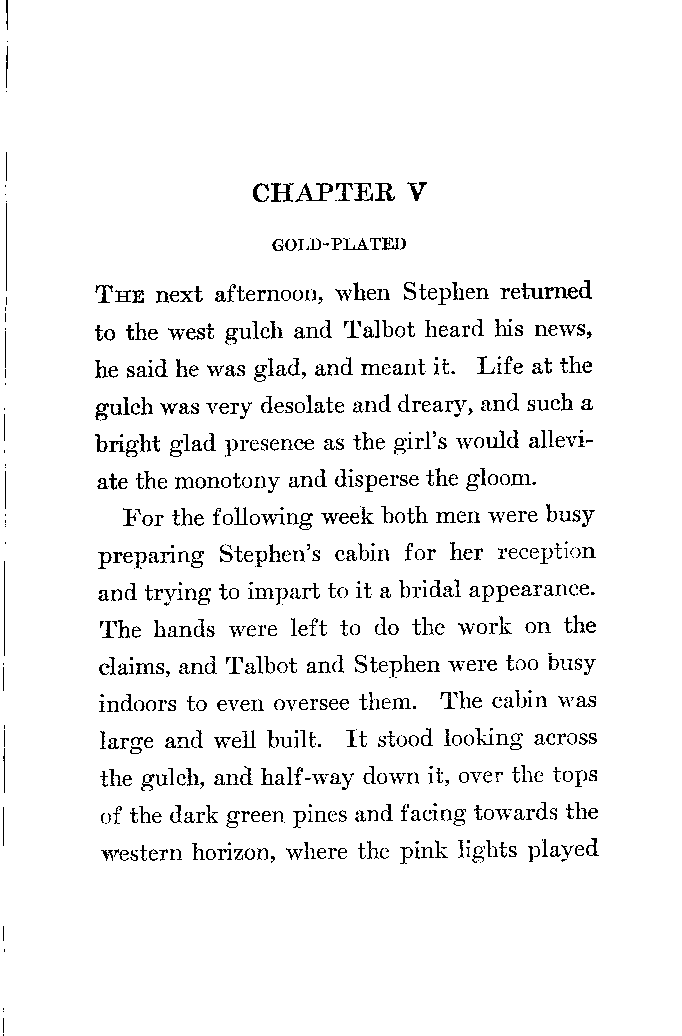 CHAPTER V
GOLD-PLATED
THE next afternoon, when Stephen returned
to the west gulch and Talbot heard his news,
he said he was glad, and meant it. Life at the
gulch was very desolate and dreary, and such a
bright glad presence as the girl's would allevi-
ate the monotony and disperse the gloom.
For the following week both men were busy
preparing Stephen's cabin for her reception
and trying to impart to it a bridal appearance.
The hands were left to do the work on the
claims, and Talbot and Stephen were too busy
indoors to even oversee them. The cabin was
large and well built. It stood looking across
the gulch, and half-way down it, over the tops
of the dark green pines and facing towards the
western horizon, where the pink lights played